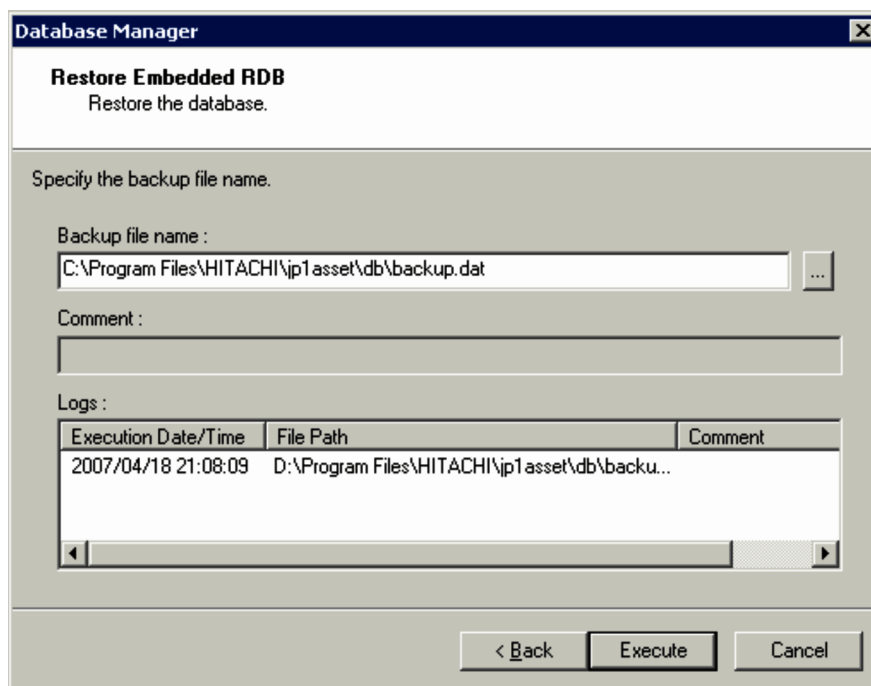 Database Manager
Restore Embedded RDB
Restore the database.
Specify the backup file name.
Backup file name :
C:\Program Files\HITACHI\jp1asset\db\backup.dat
...
Comment :
Logs :
Execution Date/Time File Path Comment
2007/04/18 21:08:09 D:\Program Files\HITACHI\jp1asset\db\backu...
< Back Execute Cancel